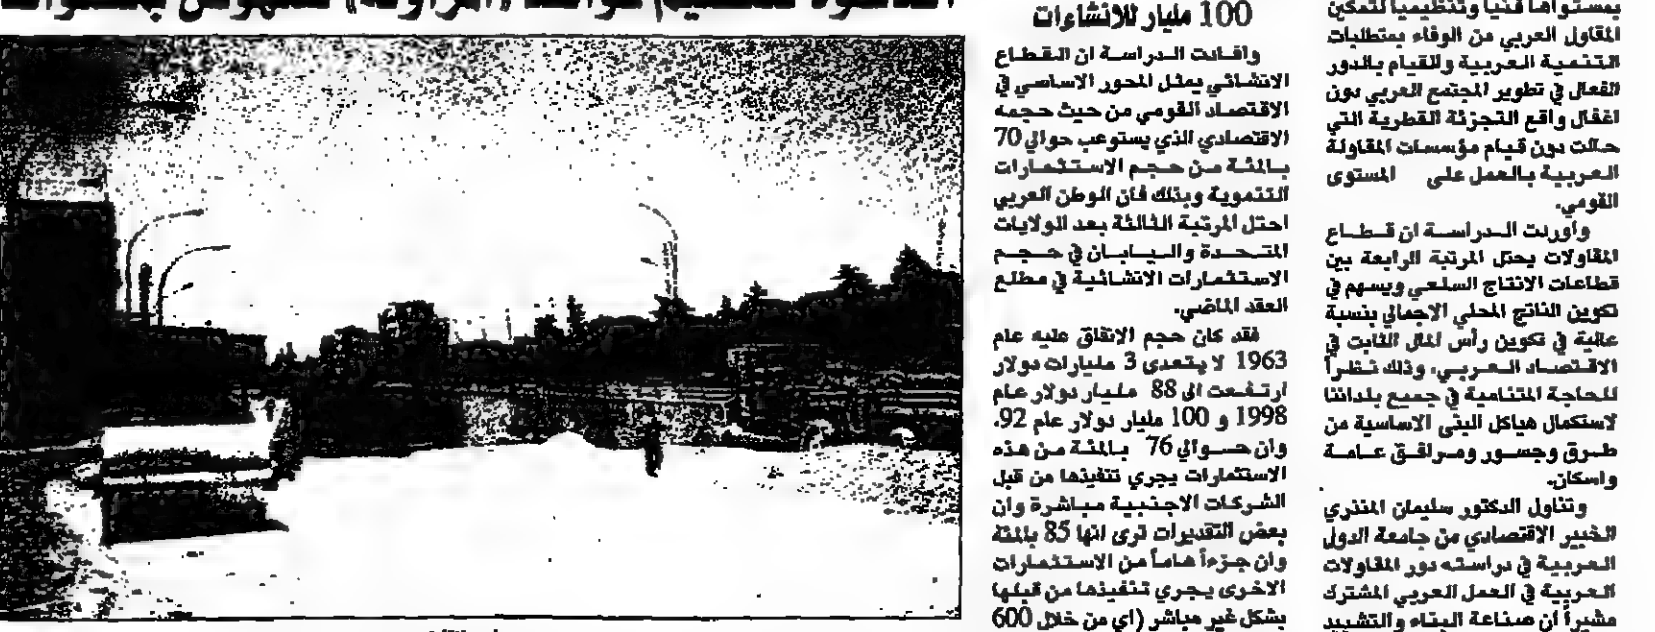 بمستواها فنياً وتنظيمياً لتمكين
المقاول العربي من الوفاء بمتطلبات
التنمية العربية والقيام بالدور
الفعال في تطوير المجتمع العربي دون
اغفال واقع التجزئة القطرية التي
حالت دون قيام مؤسسات المقاولة
العربية بالعمل على المستوى
القومي.
وأوردت الدراسة ان قطاع
المقاولات يحتل المرتبة الرابعة بين
قطاعات الانتاج السلعي ويسهم في
تكوين الناتج المحلي الاجمالي بنسبة
عالية في تكوين رأس المال الثابت في
الاقتصاد العربي، وذلك نظراً
للحاجة المتنامية في جميع بلداننا
لاستكمال هياكل البنى الاساسية من
طرق وجسور ومرافق عامة
واسكان.
وتناول الدكتور سليمان المنذري
الخبير الاقتصادي من جامعة الدول
العربية في دراسته دور المقاولات
العربية في العمل العربي المشترك
مشيراً ان صناعة البناء والتشييد
100 مليار للانشاءات
وافادت الدراسة ان القطاع
الانشائي يمثل المحور الاساسي في
الاقتصاد القومي من حيث حجمه
الاقتصادي الذي يستوعب حوالي 70
بالمئة من حجم الاستثمارات
التنموية وبذلك فان الوطن العربي
احتل المرتبة الثالثة بعد الولايات
المتحدة واليابان في حجم
الاستثمارات الانشائية في مطلع
العقد الماضي.
فقد كان حجم الانفاق عليه عام
1963 لا يتعدى 3 مليارات دولار
ارتفعت الى 88 مليار دولار عام
1998 و 100 مليار دولار عام 92.
وان حوالي 76 بالمئة من هذه
الاستثمارات يجري تنفيذها من قبل
الشركات الاجنبية مباشرة وان
بعض التقديرات ترى انها 85 بالمئة
وان جزءاً هاماً من الاستثمارات
الاخرى يجري تنفيذها من قبلها
بشكل غير مباشر (اي من خلال 600